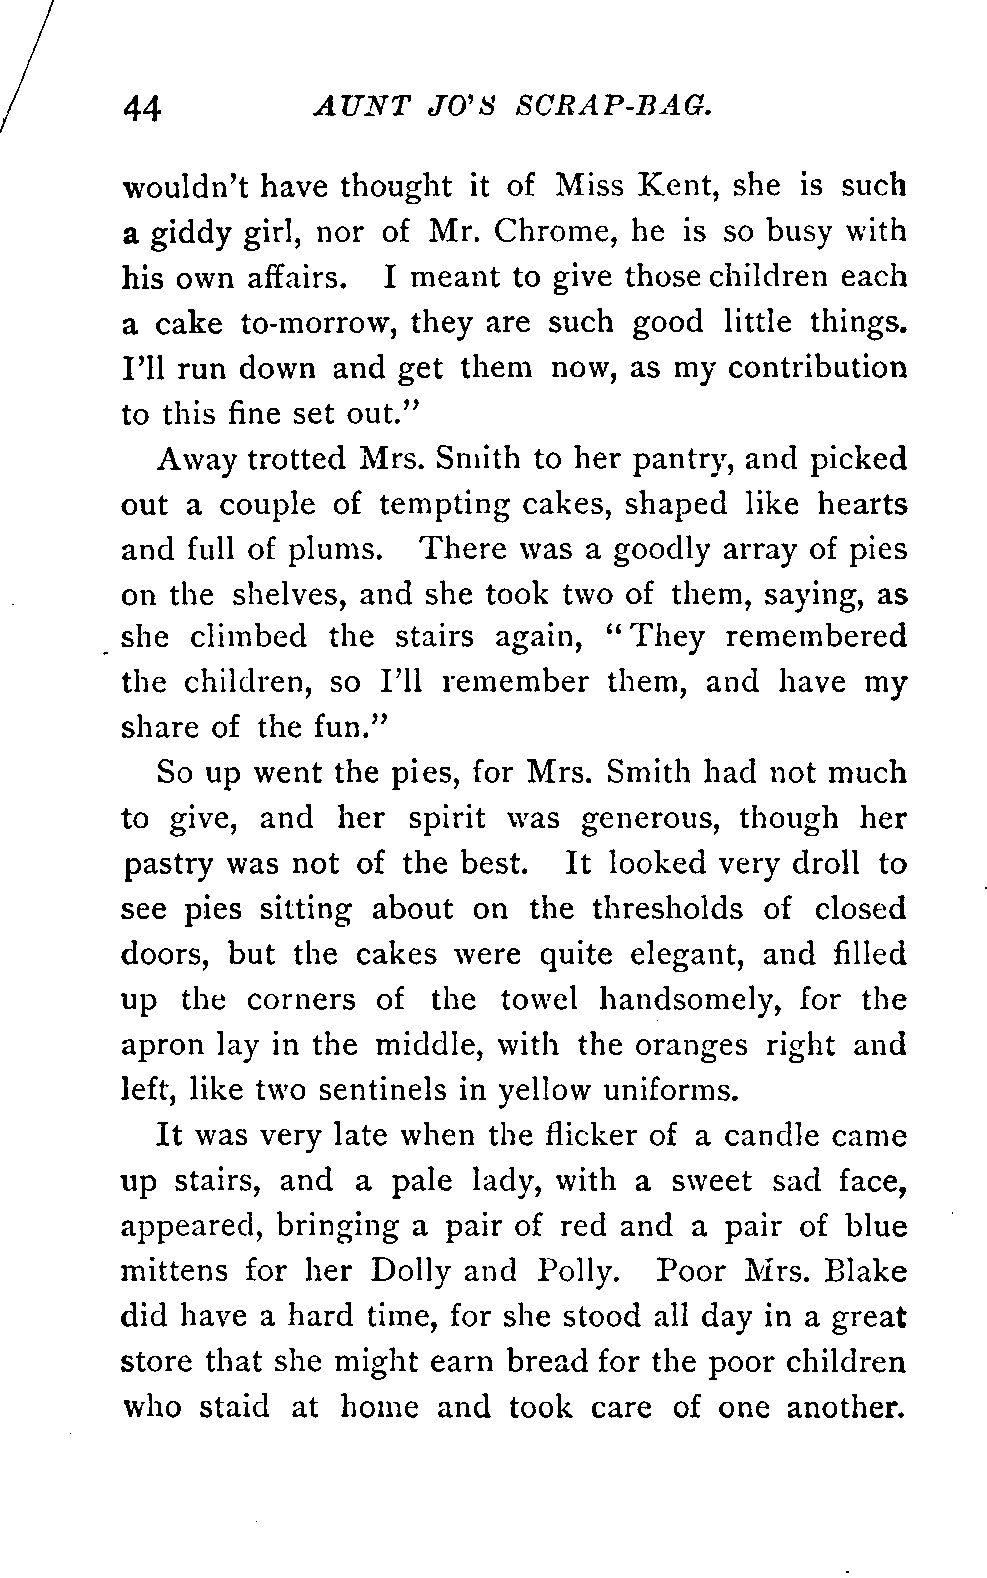 44 AUNT JO'S SCRAP-BAG.
wouldn't have thought it of Miss Kent, she is such
a giddy girl, nor of Mr. Chrome, he is so busy with
his own affairs. I meant to give those children each
a cake to-morrow, they are such good little things.
I'll run down and get them now, as my contribution
to this fine set out."
Away trotted Mrs. Smith to her pantry, and picked
out a couple of tempting cakes, shaped like hearts
and full of plums. There was a goodly array of pies
on the shelves, and she took two of them, saying, as
she climbed the stairs again, "They remembered
the children, so I'll remember them, and have my
share of the fun."
So up went the pies, for Mrs. Smith had not much
to give, and her spirit was generous, though her
pastry was not of the best. It looked very droll to
see pies sitting about on the thresholds of closed
doors, but the cakes were quite elegant, and filled
up the corners of the towel handsomely, for the
apron lay in the middle, with the oranges right and
left, like two sentinels in yellow uniforms.
It was very late when the flicker of a candle came
up stairs, and a pale lady, with a sweet sad face,
appeared, bringing a pair of red and a pair of blue
mittens for her Dolly and Polly. Poor Mrs. Blake
did have a hard time, for she stood all day in a great
store that she might earn bread for the poor children
who staid at home and took care of one another.